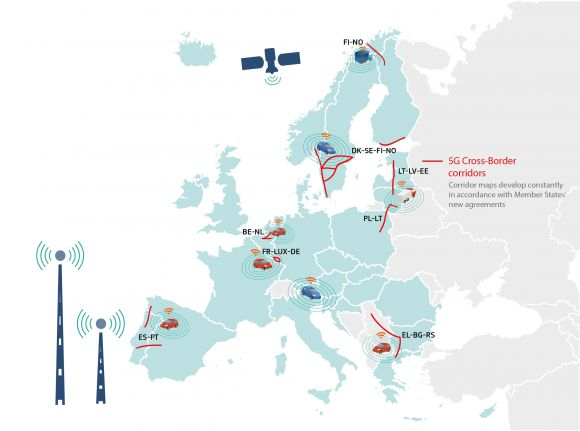 FI-NO
DK-SE-FI-NO
5G Cross-Border
corridors
Corridor maps develop constantly
in accordance with Member States'
new agreements
LT-LV-EE
PL-LT
BE-NL
FR-LUX-DE
ES-PT
EL-BG-RS